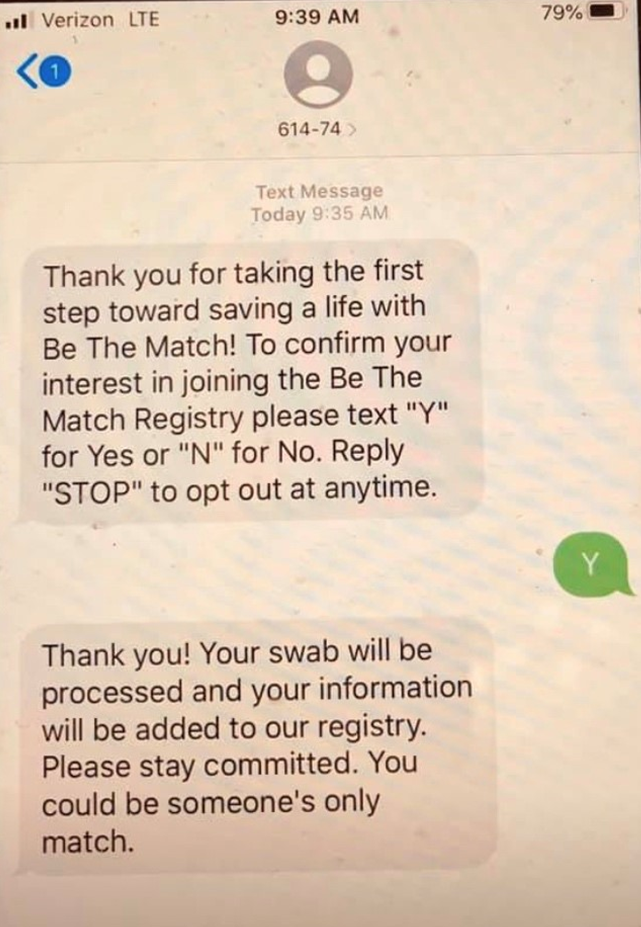 Verizon LTE
9:39 AM
79%
1
614-74 >
Text Message
Today 9:35 AM
Thank you for taking the first
step toward saving a life with
Be The Match! To confirm your
interest in joining the Be The
Match Registry please text "Y"
for Yes or "N" for No. Reply
"STOP" to opt out at anytime.
Y
Thank you! Your swab will be
processed and your information
will be added to our registry.
Please stay committed. You
could be someone's only
match.